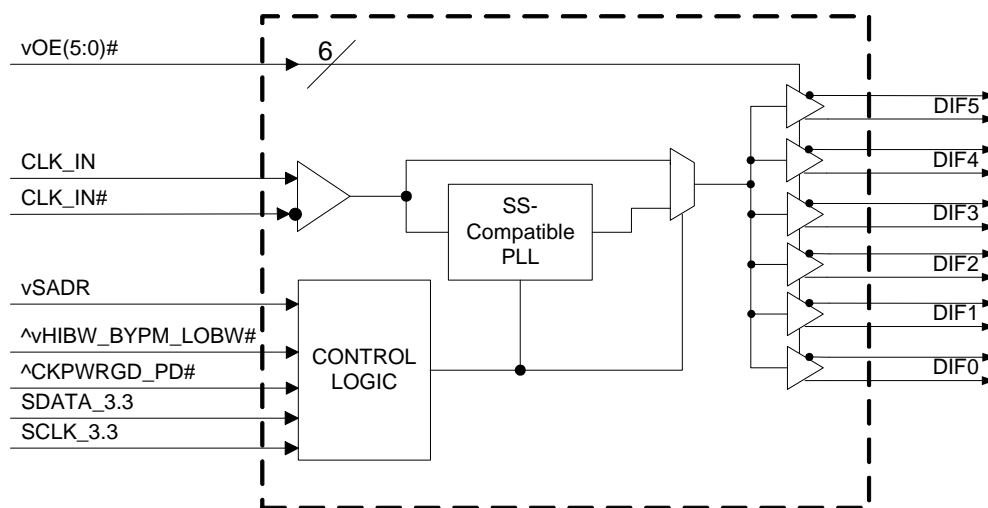 vOE(5:0)#
6
DIF5
CLK_IN
DIF4
CLK_IN#
SS-
Compatible
PLL
DIF3
DIF2
vSADR
DIF1
^vHIBW_BYPM_LOBW#
CONTROL
LOGIC
^CKPWRGD_PD#
DIF0
SDATA_3.3
SCLK_3.3